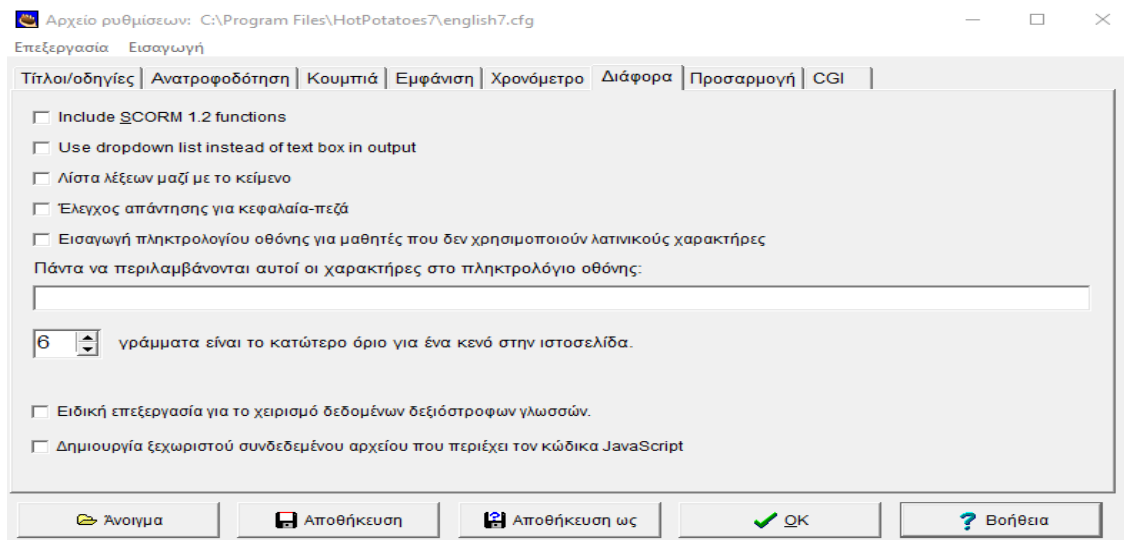 Αρχείο ρυθμίσεων: C:\Program Files\HotPotatoes7\english7.cfg
Επεξεργασία Εισαγωγή
Τίτλοι/οδηγίες Ανατροφοδότηση Κουμπιά Εμφάνιση Χρονόμετρο Διάφορα Προσαρμογή CGI
Include SCORM 1.2 functions
Use dropdown list instead of text box in output
Λίστα λέξεων μαζί με το κείμενο
Έλεγχος απάντησης για κεφαλαία-πεζά
Εισαγωγή πληκτρολογίου οθόνης για μαθητές που δεν χρησιμοποιούν λατινικούς χαρακτήρες
Πάντα να περιλαμβάνονται αυτοί οι χαρακτήρες στο πληκτρολόγιο οθόνης:
6 γράμματα είναι το κατώτερο όριο για ένα κενό στην ιστοσελίδα.
Ειδική επεξεργασία για το χειρισμό δεδομένων δεξιόστροφων γλωσσών.
Δημιουργία ξεχωριστού συνδεδεμένου αρχείου που περιέχει τον κώδικα JavaScript
Άνοιγμα Αποθήκευση Αποθήκευση ως OK Βοήθεια